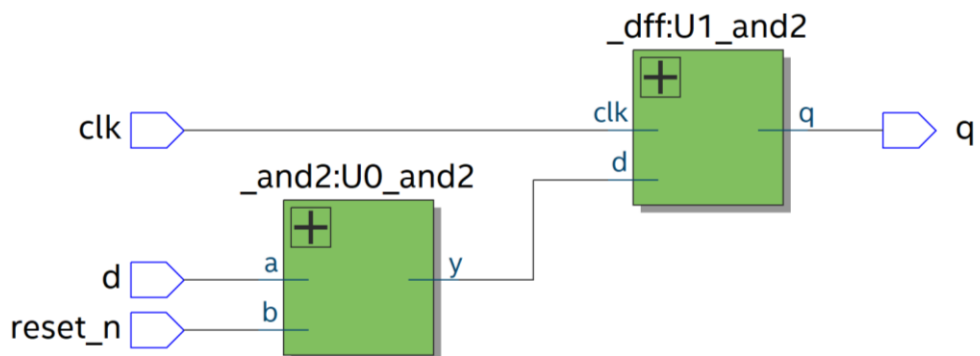 _dff:U1_and2
clk
clk
q
q
d
_and2:U0_and2
d
a
y
reset_n
b